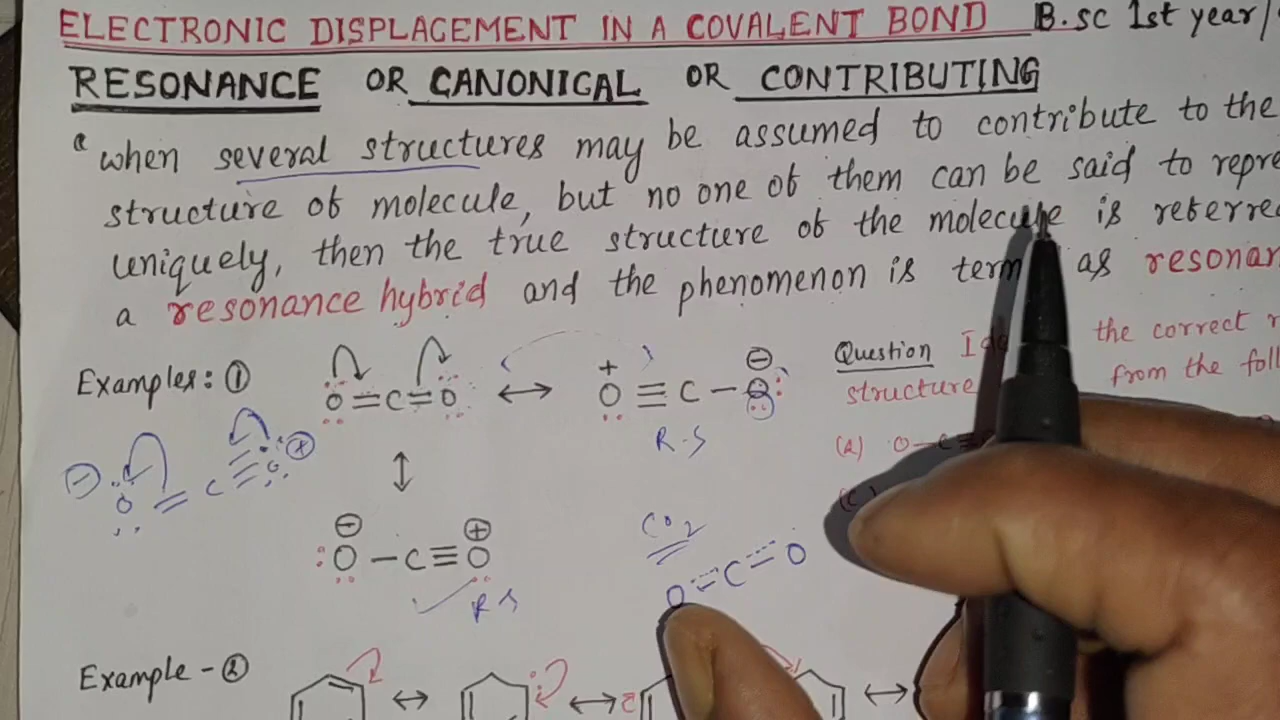 ELECTRONIC DISPLACEMENT IN A COVALENT BOND B.sc 1st year/
RESONANCE OR CANONICAL OR CONTRIBUTING
when several structures may be assumed to contribute to the
structure of molecule, but no one of them can be said to repre
uniquely, then the true structure of the molecule is referre
a resonance hybrid and the phenomenon is term as resonan
Examples: ① O=C=O ↔ O≡C-O
+ ⊖
R.S
⊖ O=C≡O ⊕
↕
⊖ ⊕
:O-C≡O
R.S
CO2
O=C=O
Question the correct
structure from the foll
(A) O-C
(C)
Example-②
↔ ↔ ↔